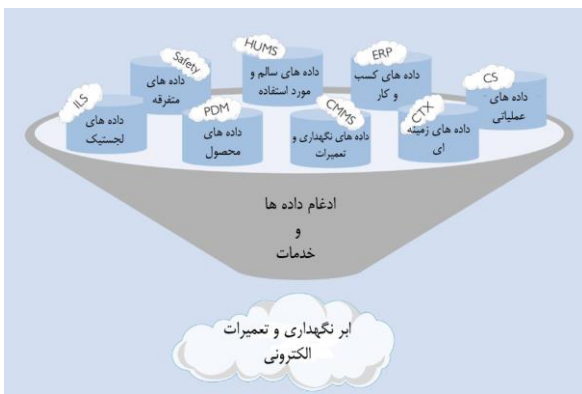 HUMS
داده های سالم و
مورد استفاده
ERP
داده های کسب
و کار
Safety
داده های
متفرقه
CS
داده های
عملیاتی
ILS
داده های
لجستیک
PDM
داده های
محصول
CMMS
داده های نگهداری و
تعمیرات
CTX
داده های زمینه
ای
ادغام داده ها
و
خدمات
ابر نگهداری و تعمیرات
الکترونی